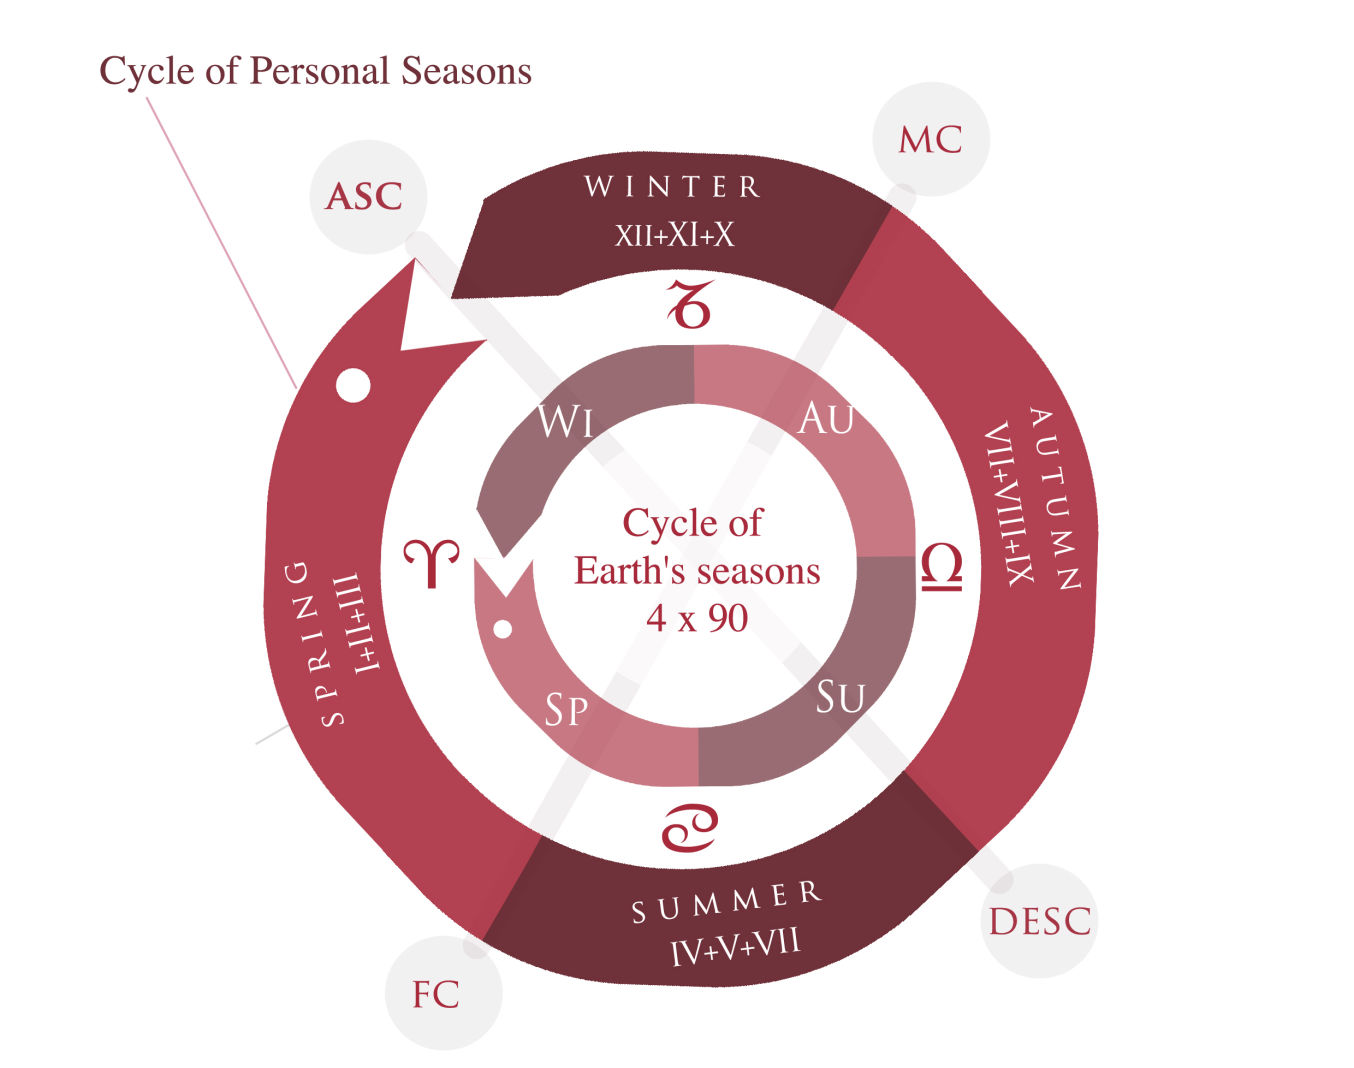 Cycle of Personal Seasons
MC
ASC
WINTER
XII+XI+X
AUTUMN
VII+VIII+IX
Wi
Au
Cycle of
Earth's seasons
4 x 90
SPRING
I+II+III
Sp
Su
SUMMER
IV+V+VII
DESC
FC